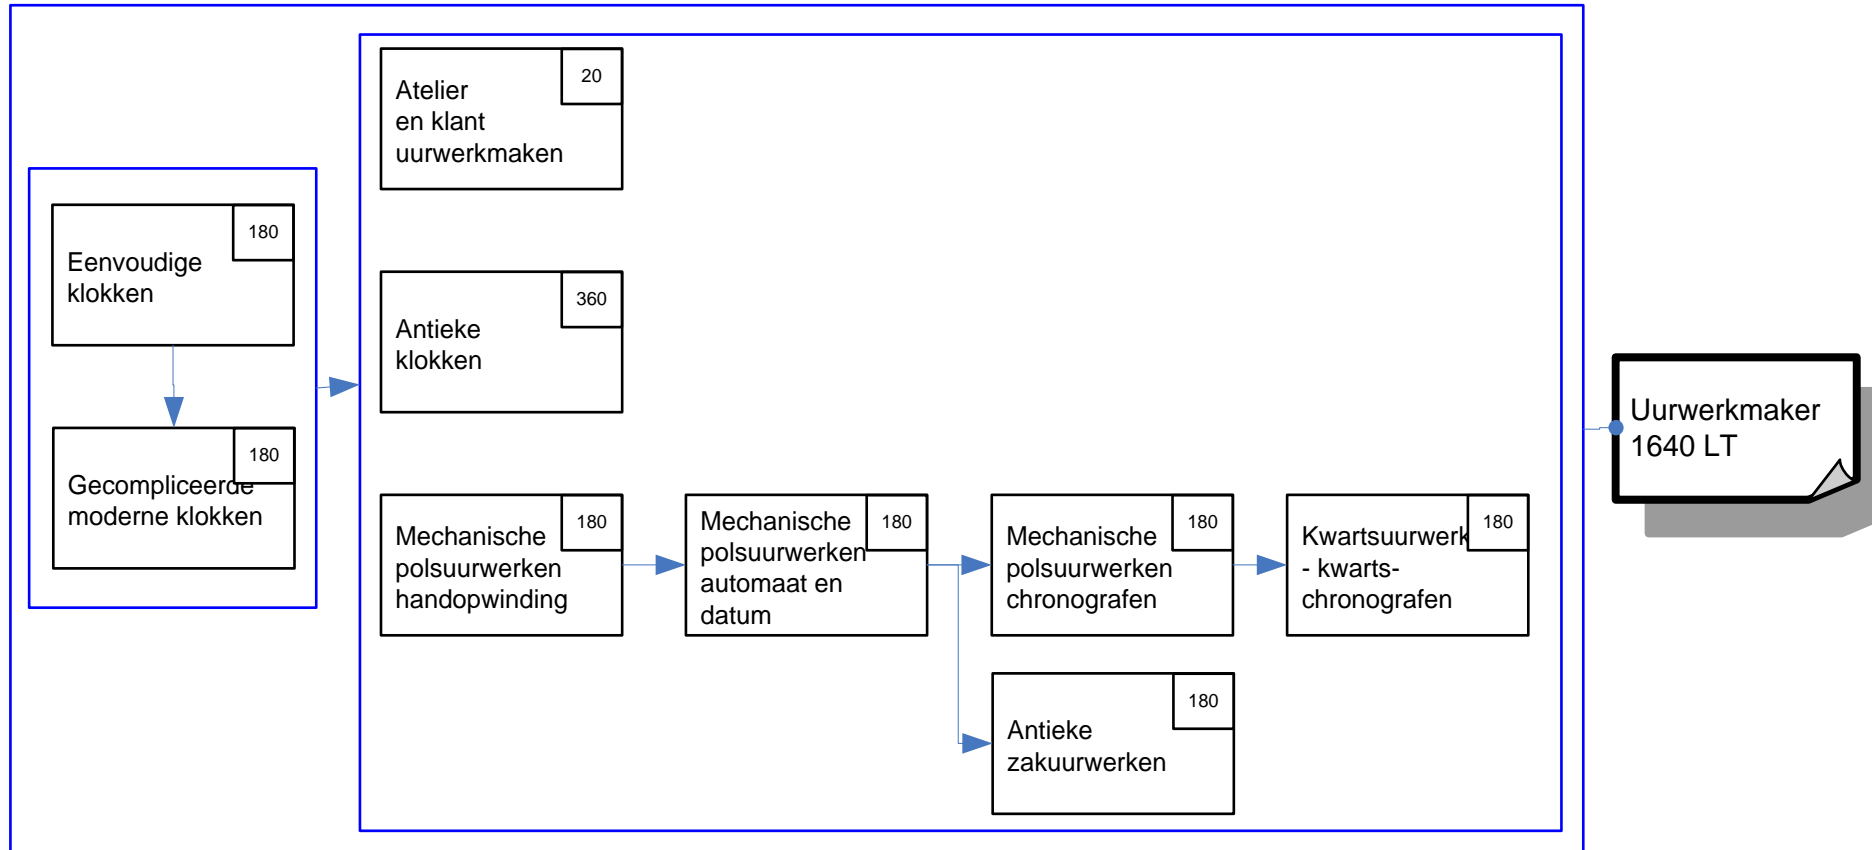 20
Atelier
en klant
uurwerkmaken
180
Eenvoudige
klokken
360
Antieke
klokken
180
Gecompliceerde
moderne klokken
180
Mechanische
polsuurwerken
handopwinding
180
Mechanische
polsuurwerken
automaat en
datum
180
Mechanische
polsuurwerken
chronografen
180
Kwartsuurwerk
- kwarts-
chronografen
180
Antieke
zakuurwerken
Uurwerkmaker
1640 LT